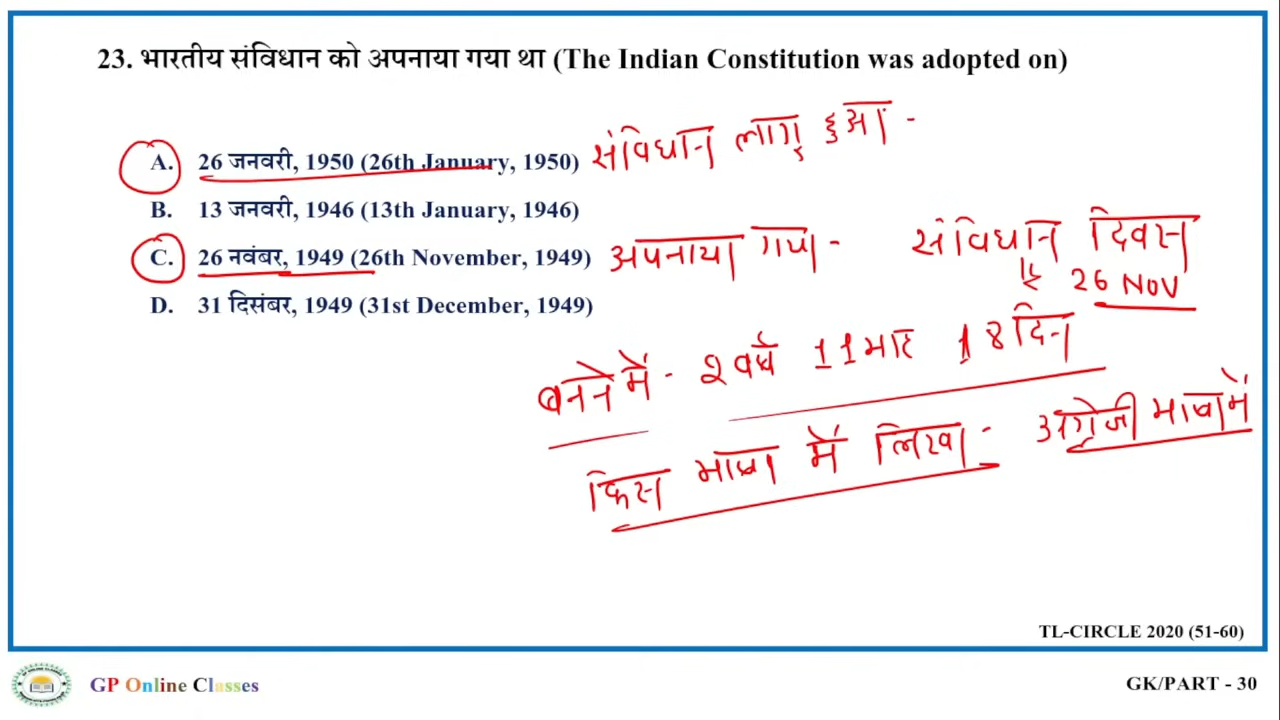 23. भारतीय संविधान को अपनाया गया था (The Indian Constitution was adopted on)
A. 26 जनवरी, 1950 (26th January, 1950) संविधान लागू हुआ -
B. 13 जनवरी, 1946 (13th January, 1946)
C. 26 नवंबर, 1949 (26th November, 1949) अपनाया गया - संविधान दिवस
26 NOV
D. 31 दिसंबर, 1949 (31st December, 1949)
बनने में - 2 वर्ष 11 माह 18 दिन
किस भाषा में लिखा - अंग्रेजी भाषा में
TL-CIRCLE 2020 (51-60)
GP Online Classes
GK/PART - 30